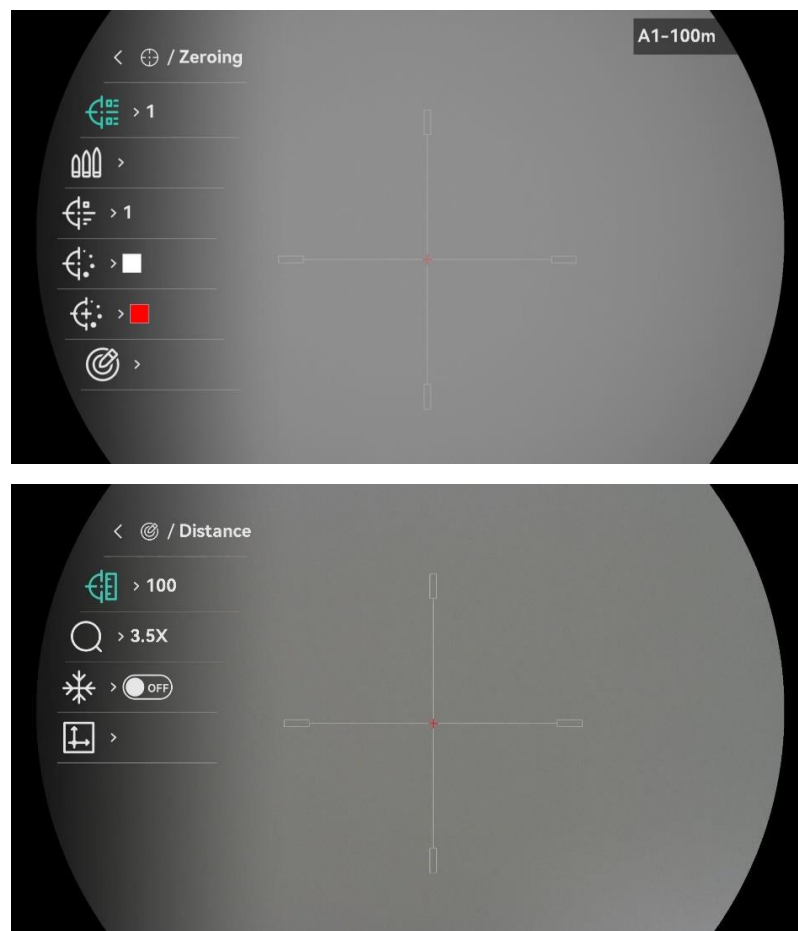 / Zeroing
A1-100m
1
1
/ Distance
100
3.5X
OFF